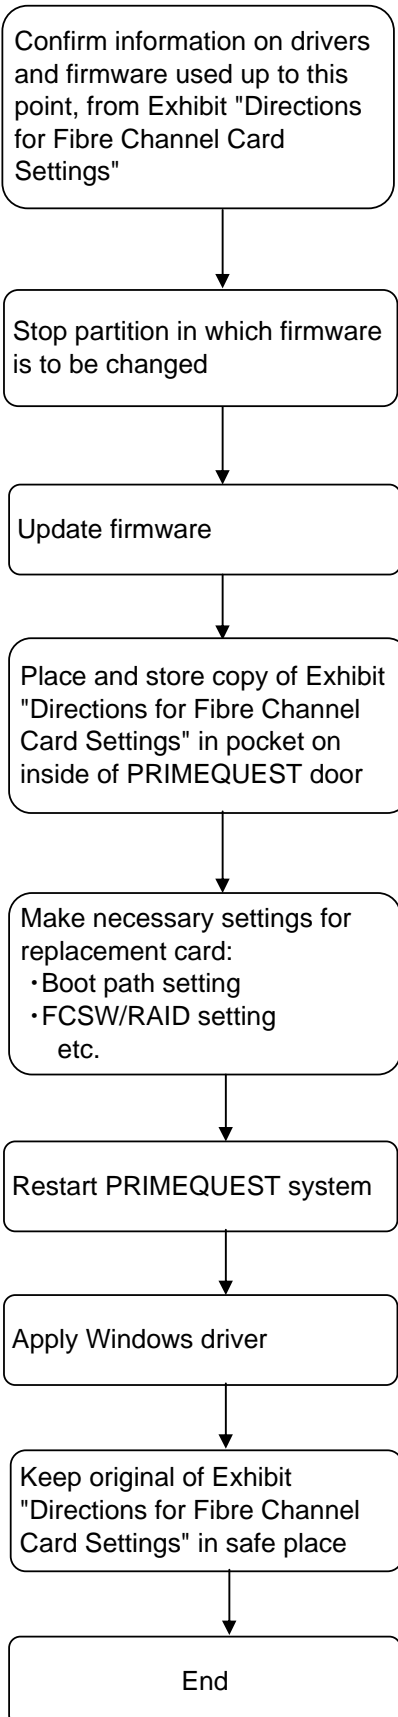 Confirm information on drivers
and firmware used up to this
point, from Exhibit "Directions
for Fibre Channel Card
Settings"
Stop partition in which firmware
is to be changed
Update firmware
Place and store copy of Exhibit
"Directions for Fibre Channel
Card Settings" in pocket on
inside of PRIMEQUEST door
Make necessary settings for
replacement card:
・Boot path setting
・FCSW/RAID setting
etc.
Restart PRIMEQUEST system
Apply Windows driver
Keep original of Exhibit
"Directions for Fibre Channel
Card Settings" in safe place
End